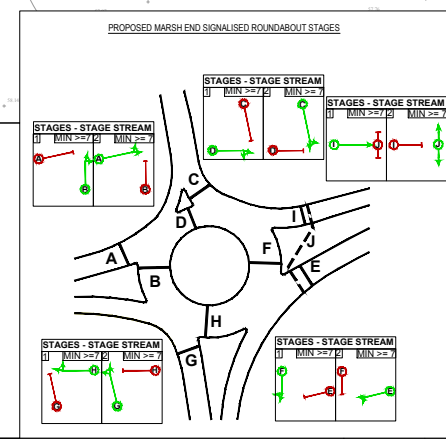 PROPOSED MARSH END SIGNALISED ROUNDABOUT STAGES
STAGES - STAGE STREAM
1 MIN >= 7 2 MIN >= 7
C C
D D
STAGES - STAGE STREAM
1 MIN >= 7 2 MIN >= 7
I J I J
STAGES - STAGE STREAM
1 MIN >= 7 2 MIN >= 7
A A
B B
C
D
I
J
A
F
B
E
H
G
STAGES - STAGE STREAM
1 MIN >= 7 2 MIN >= 7
H H
G G
STAGES - STAGE STREAM
1 MIN >= 7 2 MIN >= 7
F F
E E